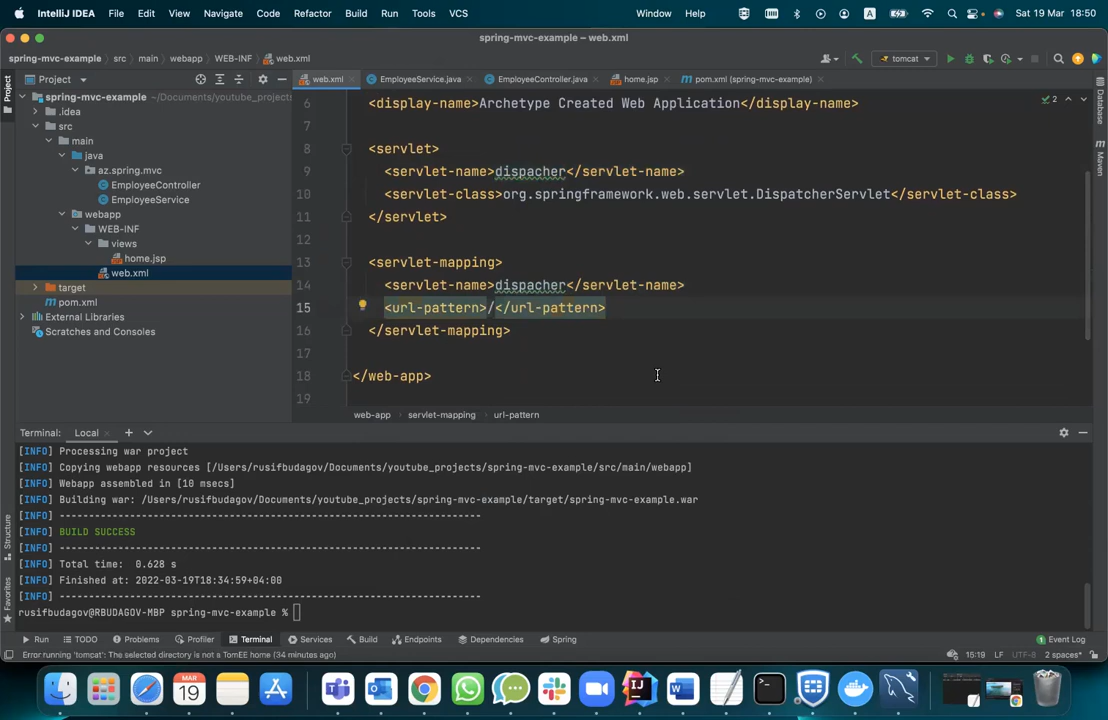 IntelliJ IDEA File Edit View Navigate Code Refactor Build Run Tools VCS Window Help A Sat 19 Mar 18:50
spring-mvc-example – web.xml
spring-mvc-example src main webapp WEB-INF web.xml tomcat
Project web.xml EmployeeService.java EmployeeController.java home.jsp pom.xml (spring-mvc-example)
Project
spring-mvc-example ~/Documents/youtube_projects
.idea
src
main
java
az.spring.mvc
EmployeeController
EmployeeService
webapp
WEB-INF
views
home.jsp
web.xml
target
pom.xml
External Libraries
Scratches and Consoles
6 <display-name>Archetype Created Web Application</display-name>
7
8 <servlet>
9 <servlet-name>dispacher</servlet-name>
10 <servlet-class>org.springframework.web.servlet.DispatcherServlet</servlet-class>
11 </servlet>
12
13 <servlet-mapping>
14 <servlet-name>dispacher</servlet-name>
15 <url-pattern>/</url-pattern>
16 </servlet-mapping>
17
18 </web-app>
19
2
web-app servlet-mapping url-pattern
Database
Maven
Structure
Favorites
Terminal: Local
[INFO] Processing war project
[INFO] Copying webapp resources [/Users/rusifbudagov/Documents/youtube_projects/spring-mvc-example/src/main/webapp]
[INFO] Webapp assembled in [10 msecs]
[INFO] Building war: /Users/rusifbudagov/Documents/youtube_projects/spring-mvc-example/target/spring-mvc-example.war
[INFO] ------------------------------------------------------------------------
[INFO] BUILD SUCCESS
[INFO] ------------------------------------------------------------------------
[INFO] Total time: 0.628 s
[INFO] Finished at: 2022-03-19T18:34:59+04:00
[INFO] ------------------------------------------------------------------------
rusifbudagov@RBUDAGOV-MBP spring-mvc-example %
Run TODO Problems Profiler Terminal Services Build Endpoints Dependencies Spring 1 Event Log
Error running 'tompcat': The selected directory is not a TomEE home (34 minutes ago) 15:19 LF UTF-8 2 spaces*
MAR
19